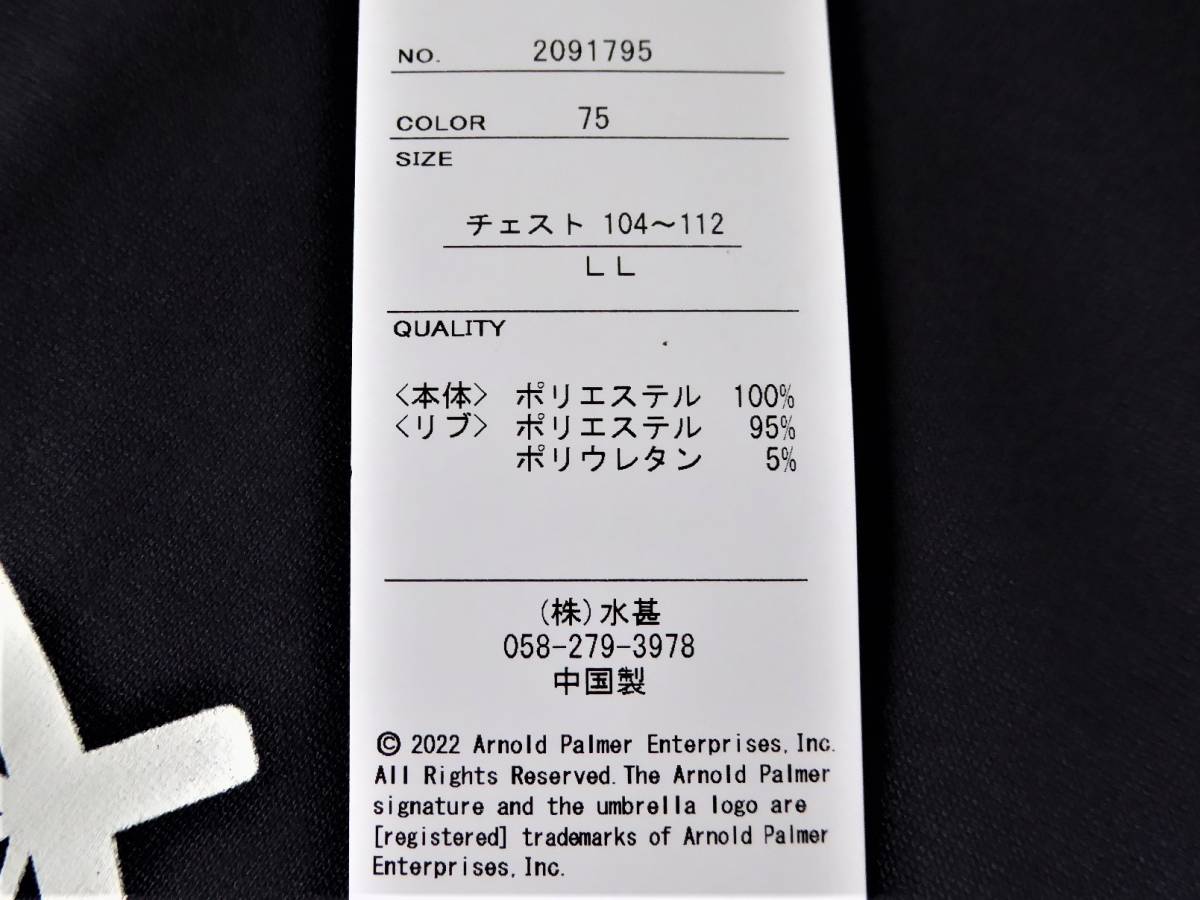 NO. 2091795
COLOR 75
SIZE
チェスト 104～112
LL
QUALITY
<本体> ポリエステル 100%
<リブ> ポリエステル 95%
ポリウレタン 5%
(株)水甚
058-279-3978
中国製
© 2022 Arnold Palmer Enterprises, Inc.
All Rights Reserved. The Arnold Palmer
signature and the umbrella logo are
[registered] trademarks of Arnold Palmer
Enterprises, Inc.